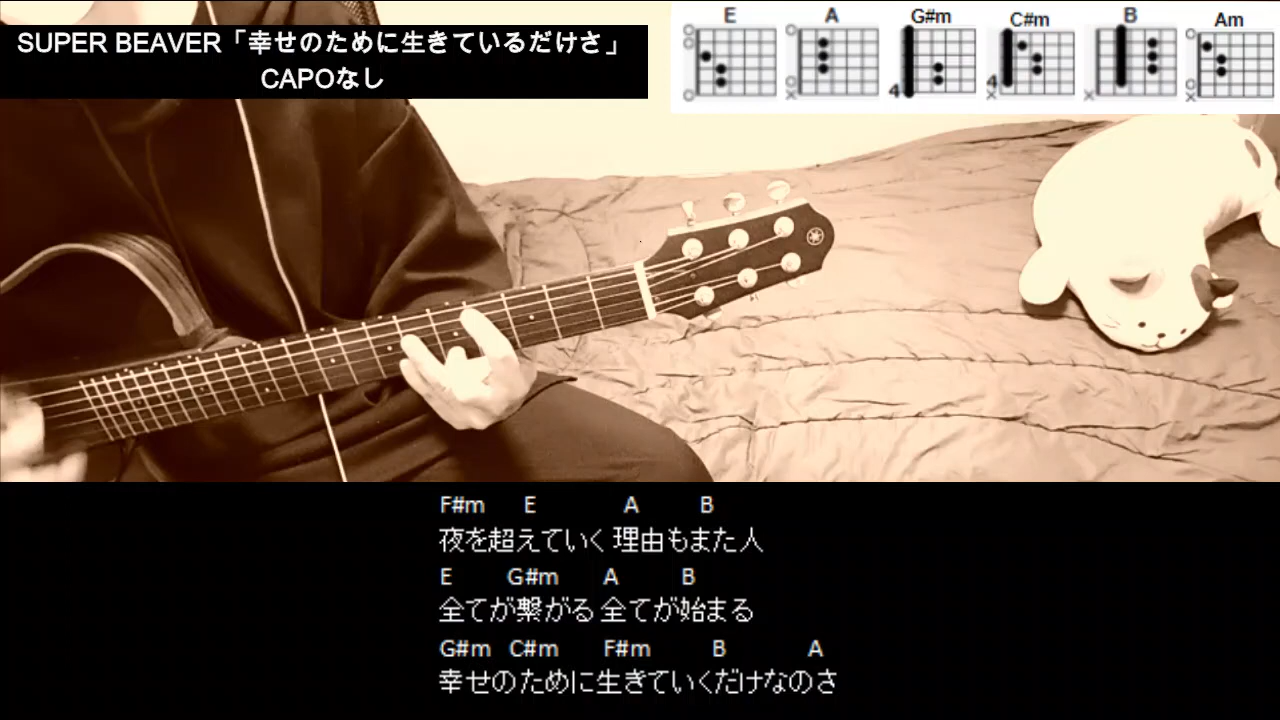 SUPER BEAVER「幸せのために生きているだけさ」
CAPOなし
E A G#m C#m B Am
4 4
F#m E A B
夜を超えていく 理由もまた人
E G#m A B
全てが繋がる 全てが始まる
G#m C#m F#m B A
幸せのために生きていくだけなのさ